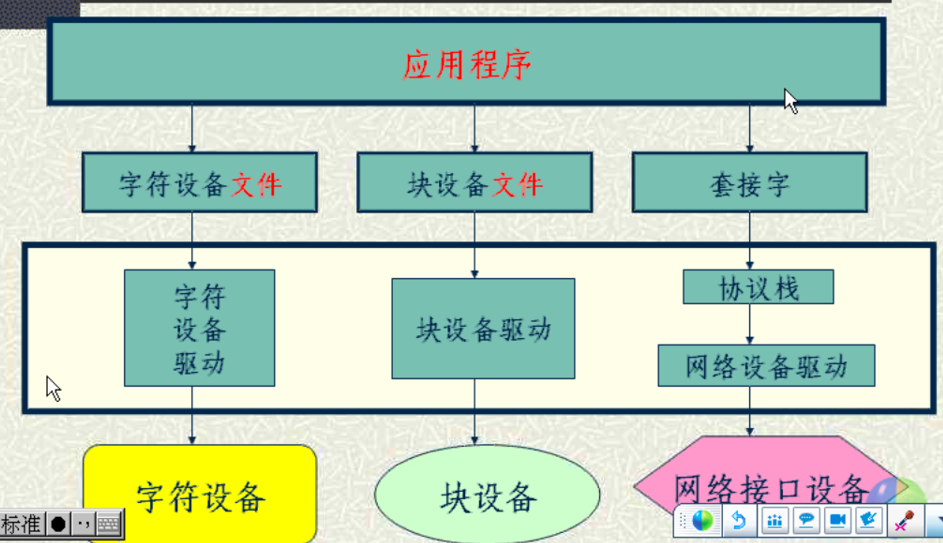 应用程序
字符设备文件
块设备文件
套接字
字符
设备
驱动
块设备驱动
协议栈
网络设备驱动
字符设备
块设备
网络接口设备
标准